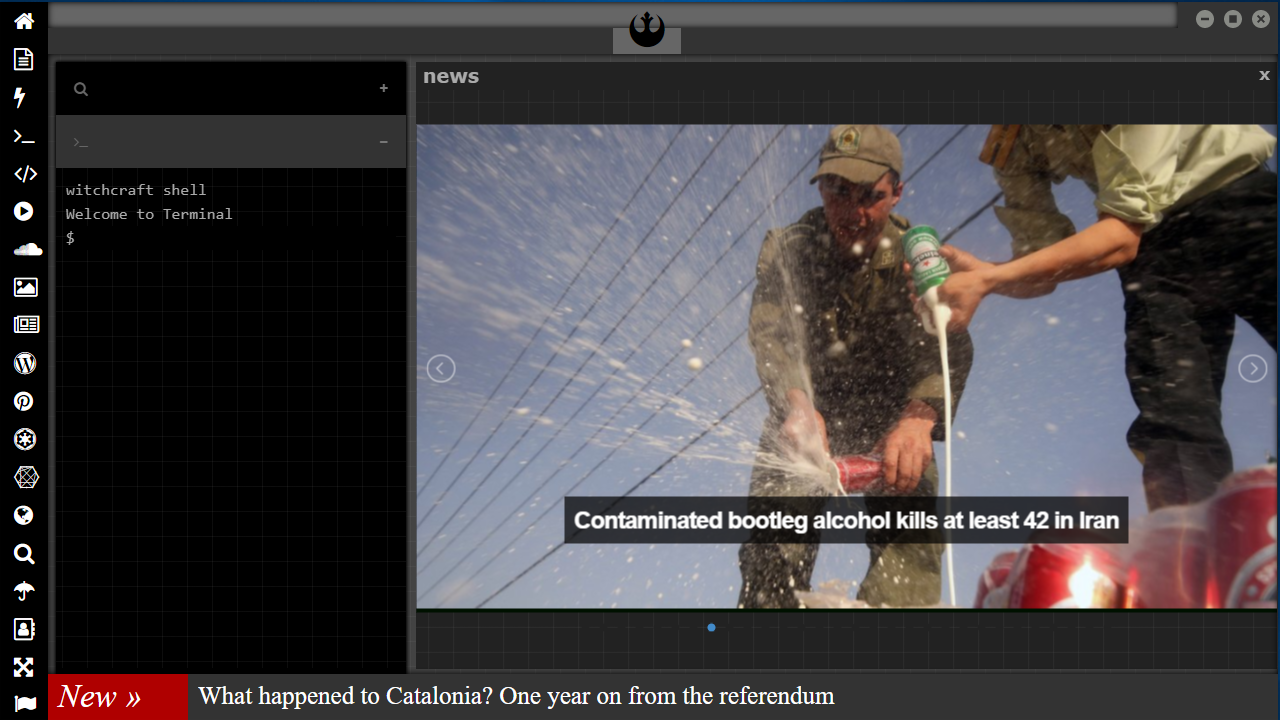 news
x
+
>_
−
witchcraft shell
Welcome to Terminal
$
Contaminated bootleg alcohol kills at least 42 in Iran
New » What happened to Catalonia? One year on from the referendum